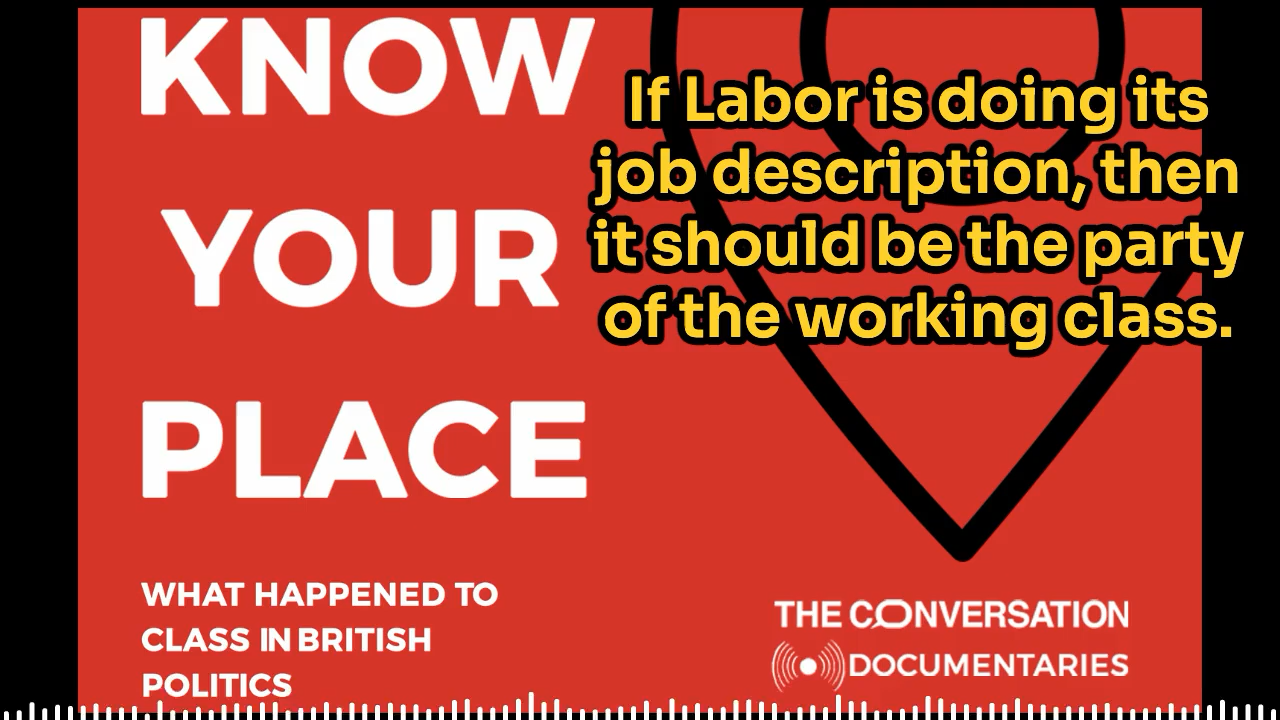 KNOW
YOUR
PLACE
WHAT HAPPENED TO
CLASS IN BRITISH
POLITICS
If Labor is doing its
job description, then
it should be the party
of the working class.
THE CONVERSATION
DOCUMENTARIES